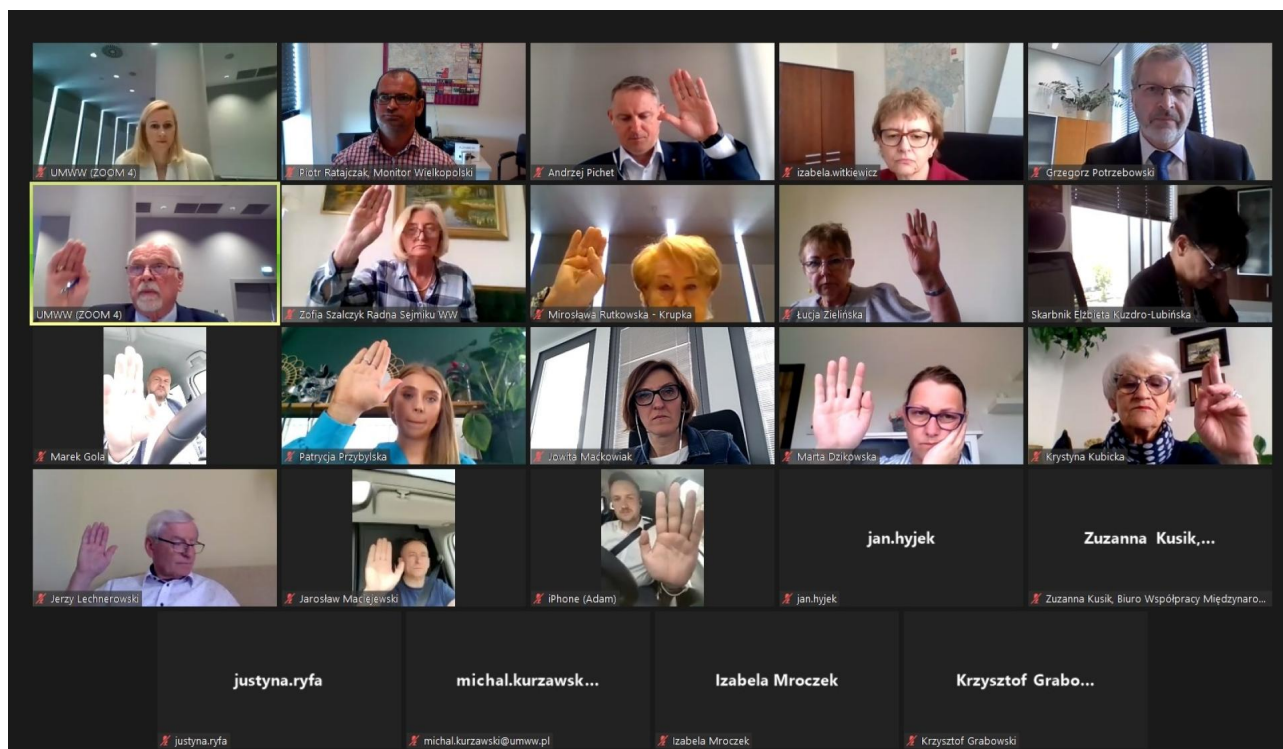 UMWW (ZOOM 4)
Piotr Ratajczak, Monitor Wielkopolski
Andrzej Pichet
izabela.witkiewicz
Grzegorz Potrzebowski
UMWW (ZOOM 4)
Zofia Szalczyk Radna Sejmiku WW
Mirosława Rutkowska - Krupka
Łucja Zielińska
Skarbnik Elżbieta Kuzdro-Lubińska
Marek Gola
Patrycja Przybylska
Jowita Maćkowiak
Marta Dzikowska
Krystyna Kubicka
Jerzy Lechnerowski
Jarosław Maciejewski
iPhone (Adam)
jan.hyjek
jan.hyjek
Zuzanna Kusik,...
Zuzanna Kusik, Biuro Współpracy Międzynaro...
justyna.ryfa
justyna.ryfa
michal.kurzawsk...
michal.kurzawski@umww.pl
Izabela Mroczek
Izabela Mroczek
Krzysztof Grabo...
Krzysztof Grabowski